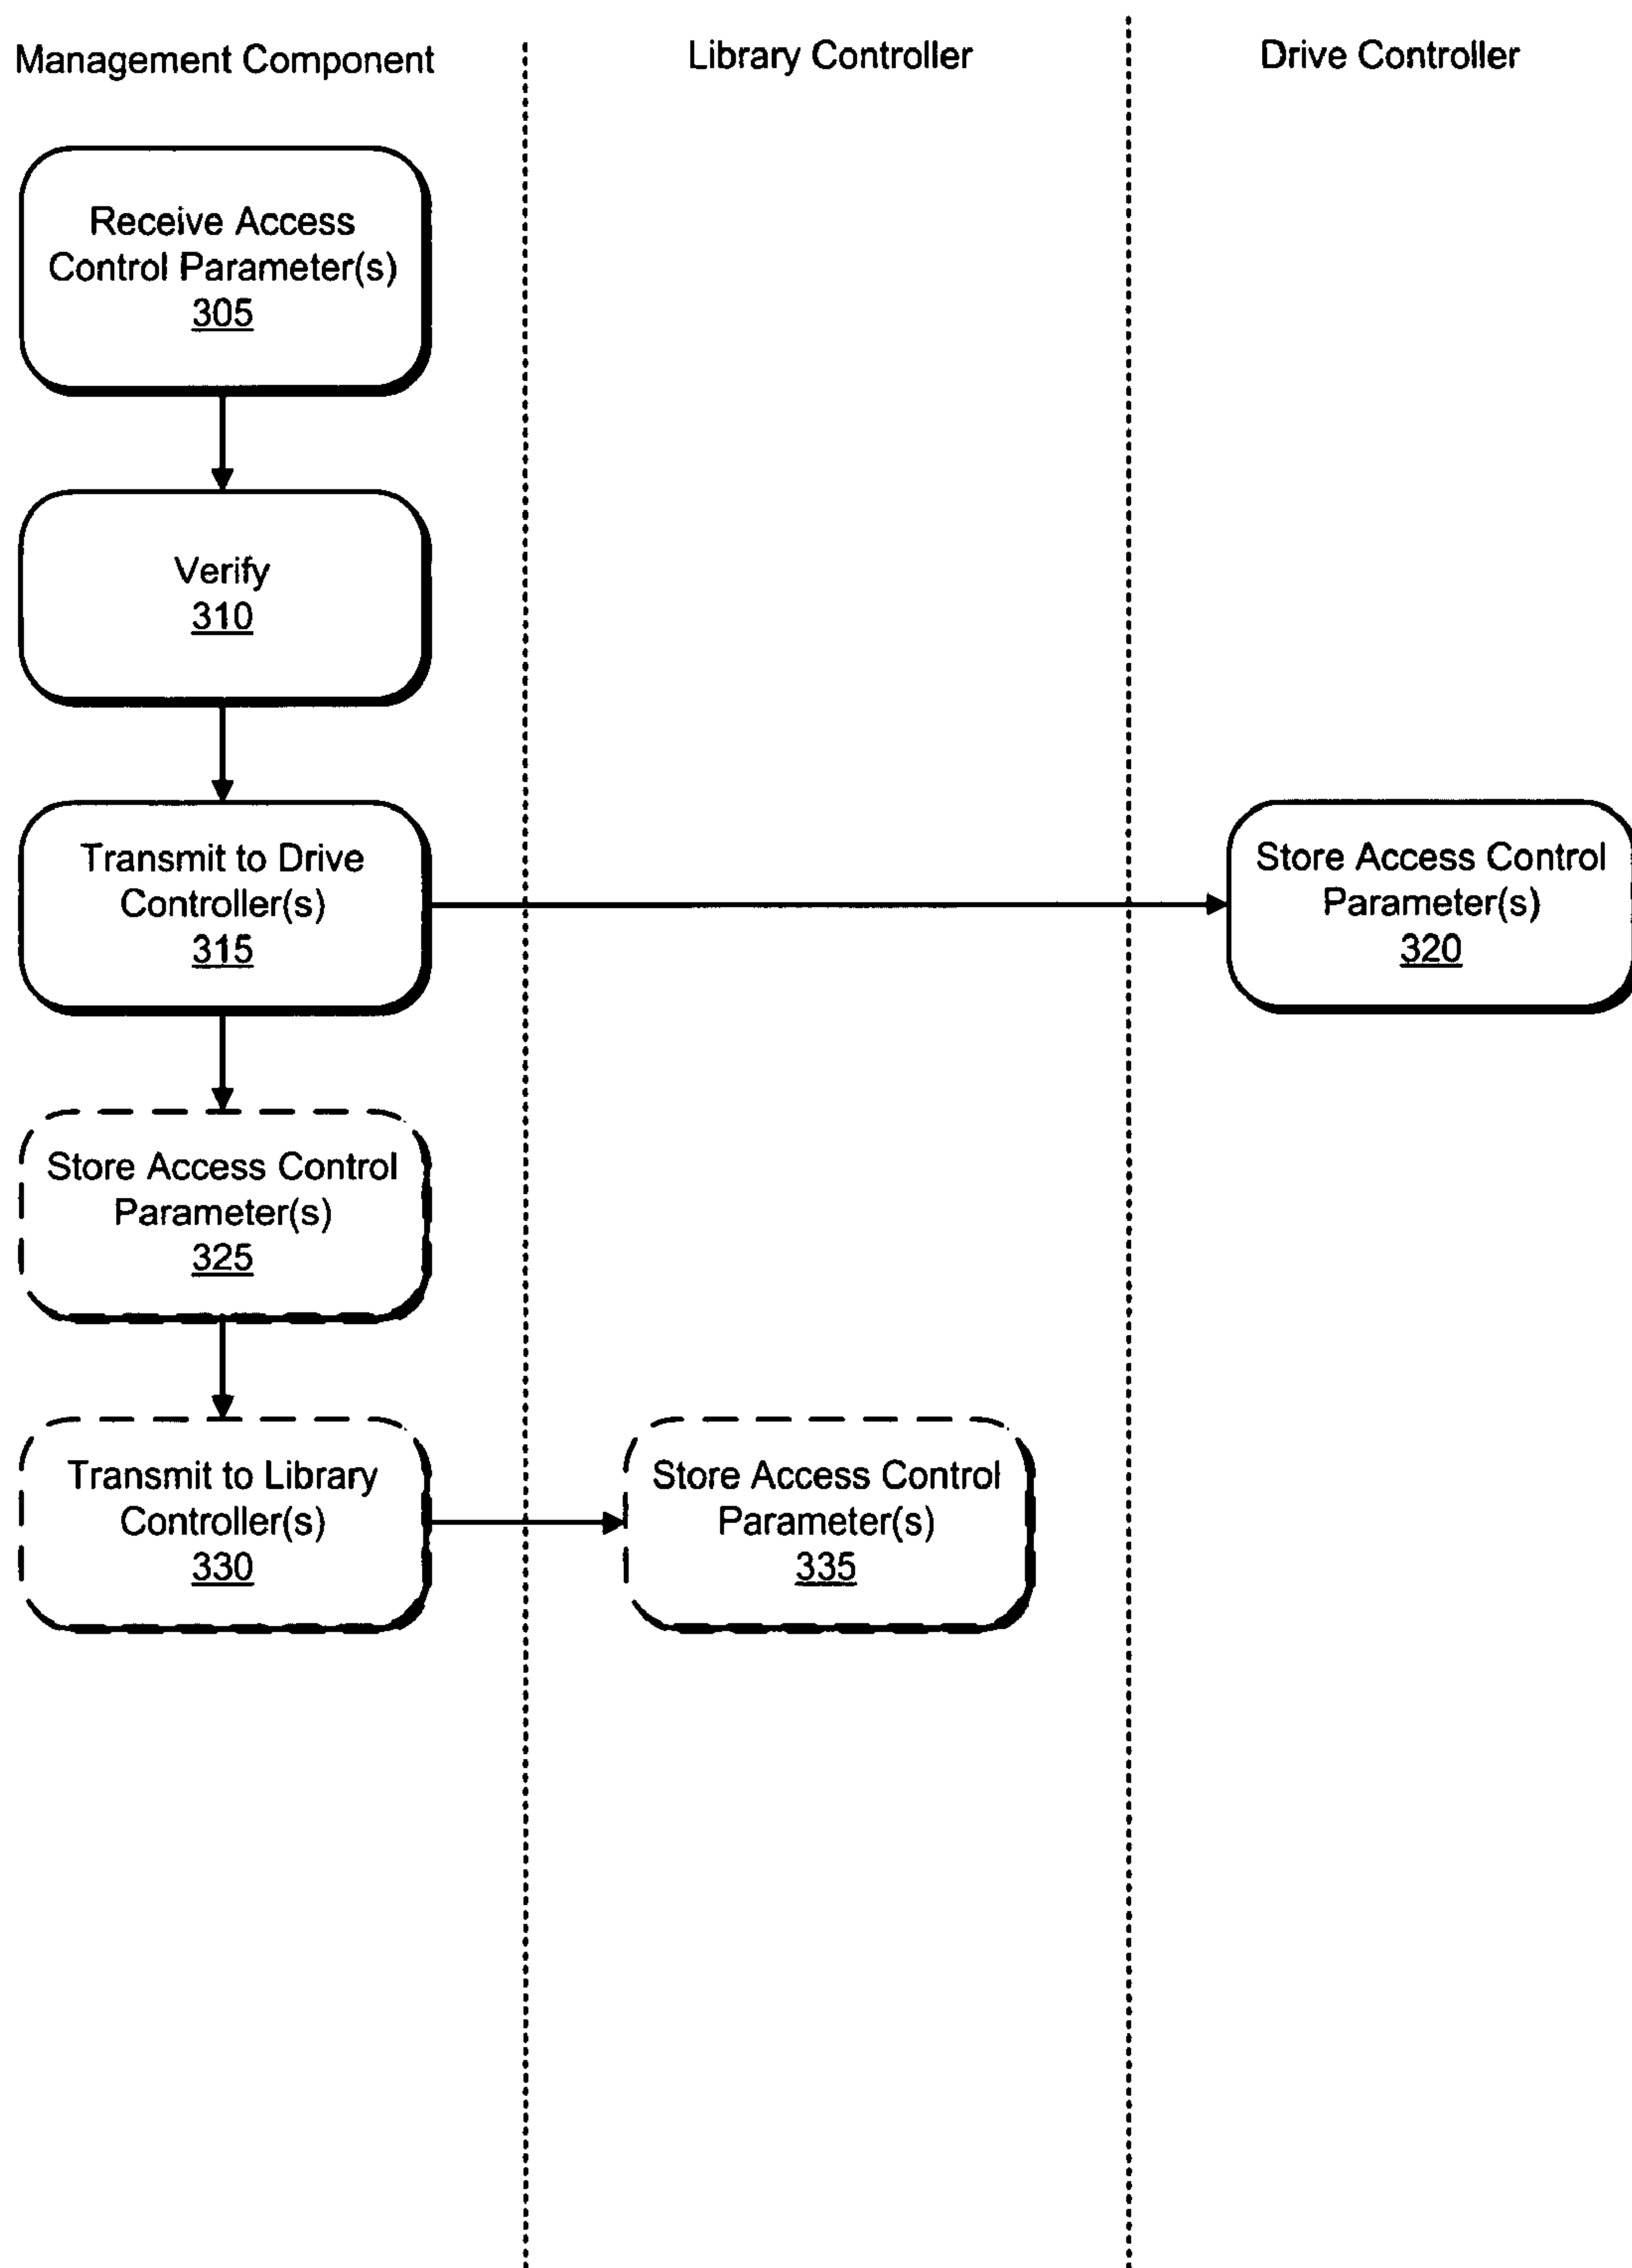 Management Component
Library Controller
Drive Controller
Receive Access
Control Parameter(s)
305
Verify
310
Transmit to Drive
Controller(s)
315
Store Access Control
Parameter(s)
320
Store Access Control
Parameter(s)
325
Transmit to Library
Controller(s)
330
Store Access Control
Parameter(s)
335